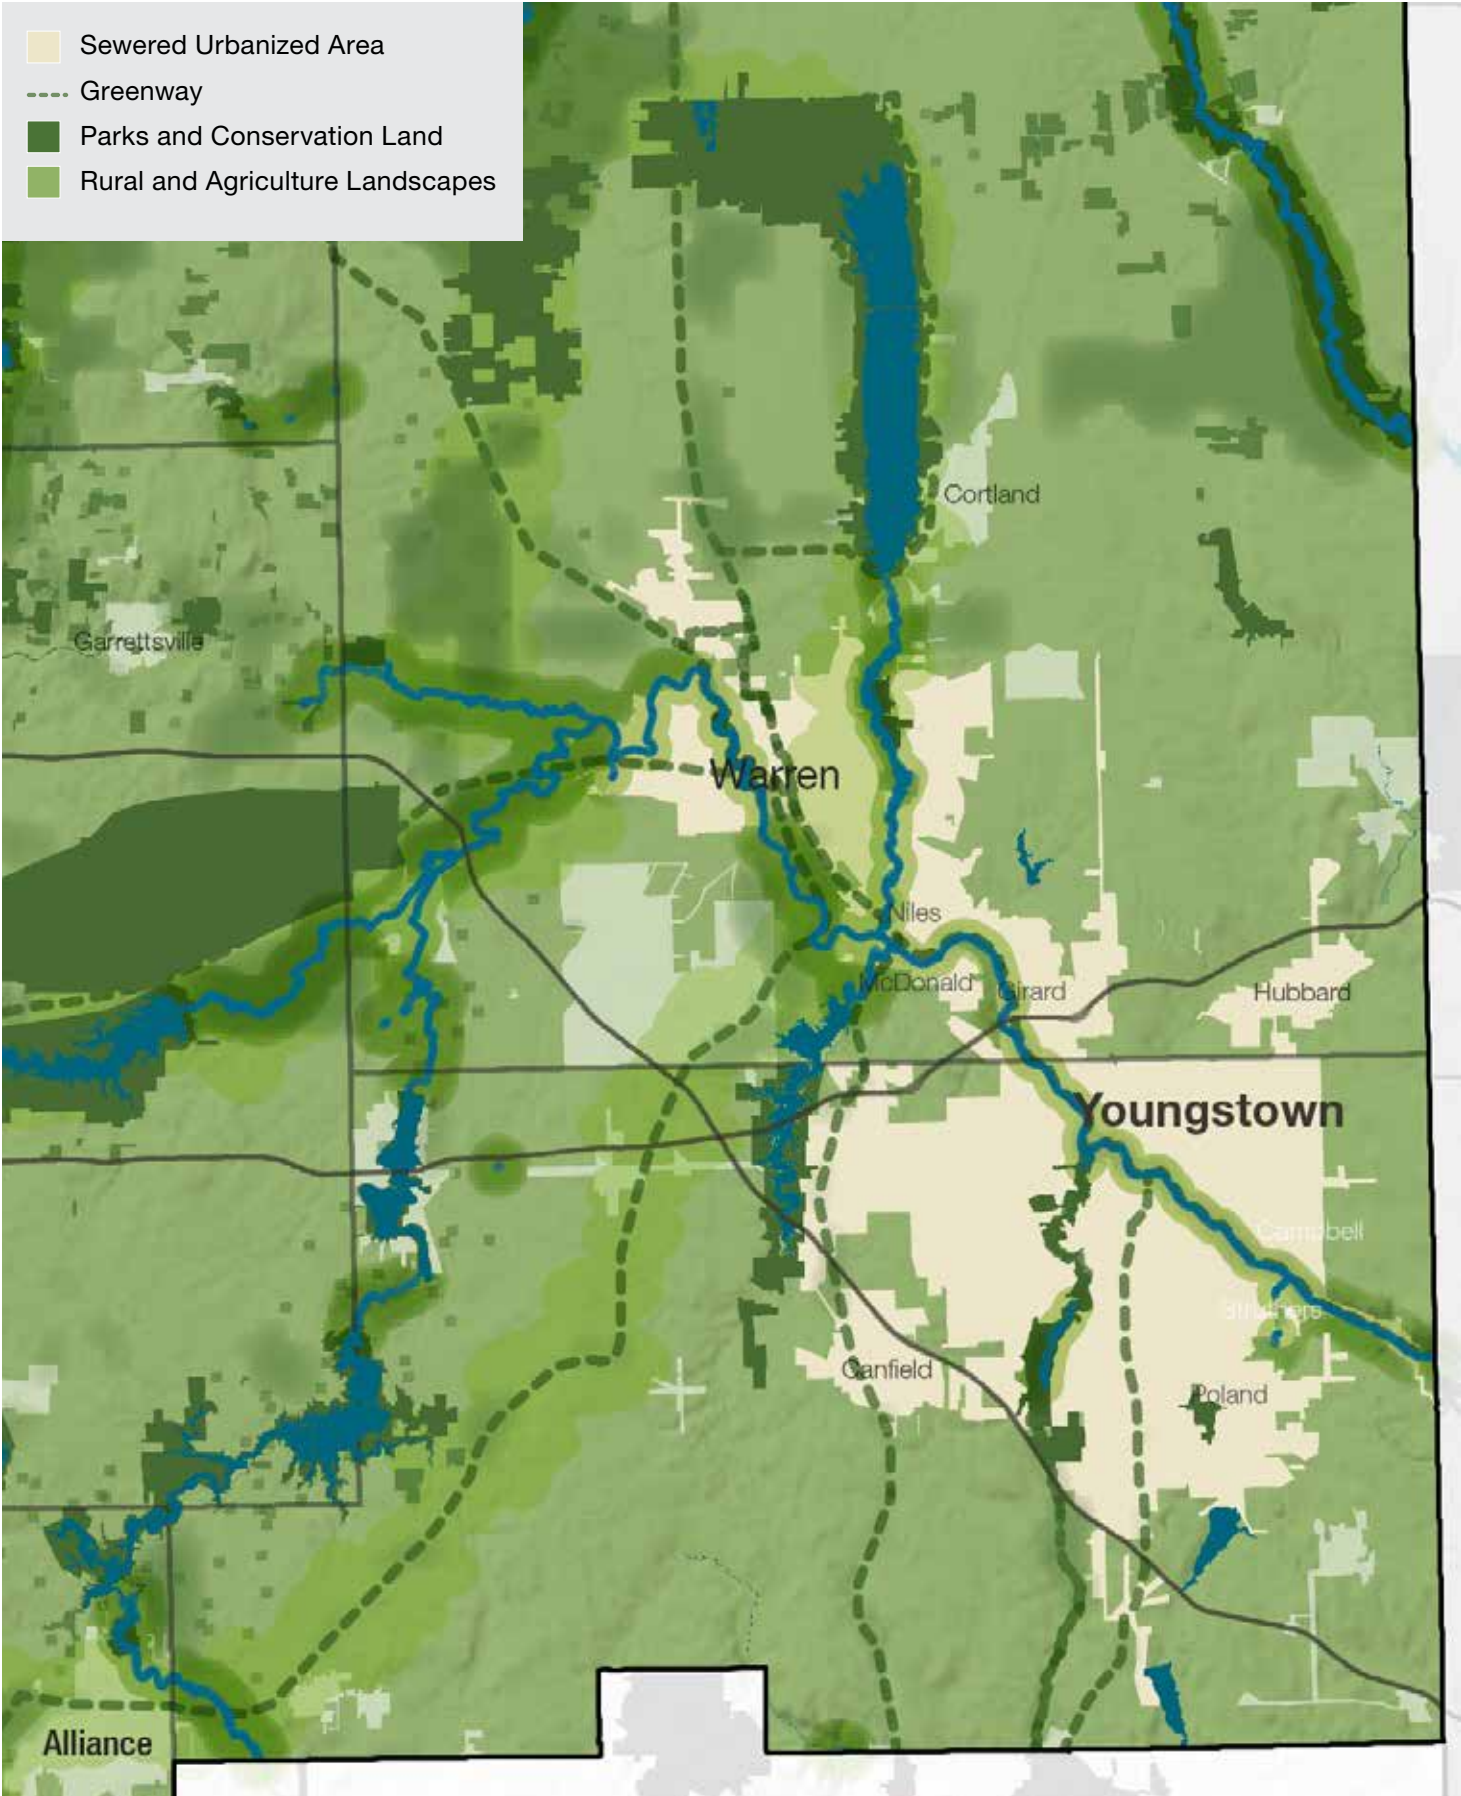 Sewered Urbanized Area
Greenway
Parks and Conservation Land
Rural and Agriculture Landscapes
Cortland
Garrettsville
Warren
Niles
McDonald
Girard
Hubbard
Youngstown
Campbell
Struthers
Canfield
Poland
Alliance